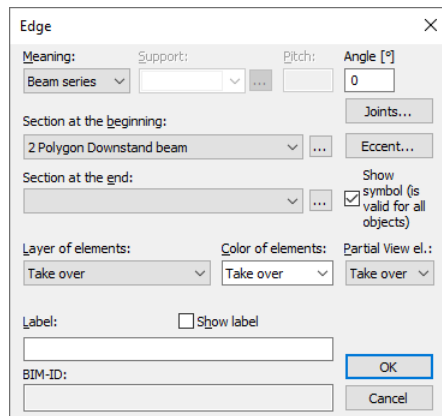 Edge
Meaning: Support: Pitch: Angle [°]
Beam series ... 0
Joints...
Section at the beginning:
2 Polygon Downstand beam ... Eccent...
Section at the end:
...
Show
symbol (is
valid for all
objects)
Layer of elements: Color of elements: Partial View el.:
Take over Take over Take over
Label: Show label
OK
BIM-ID:
Cancel